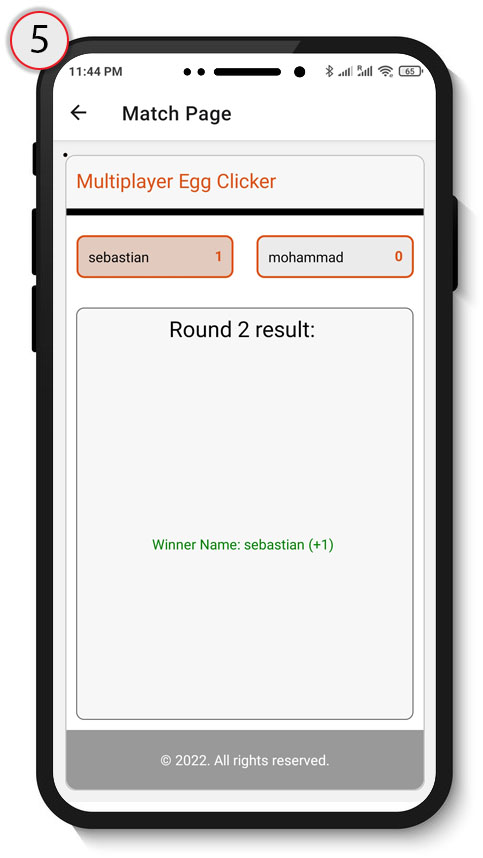 5
11:44 PM
R
65
Match Page
Multiplayer Egg Clicker
sebastian 1
mohammad 0
Round 2 result:
Winner Name: sebastian (+1)
© 2022. All rights reserved.